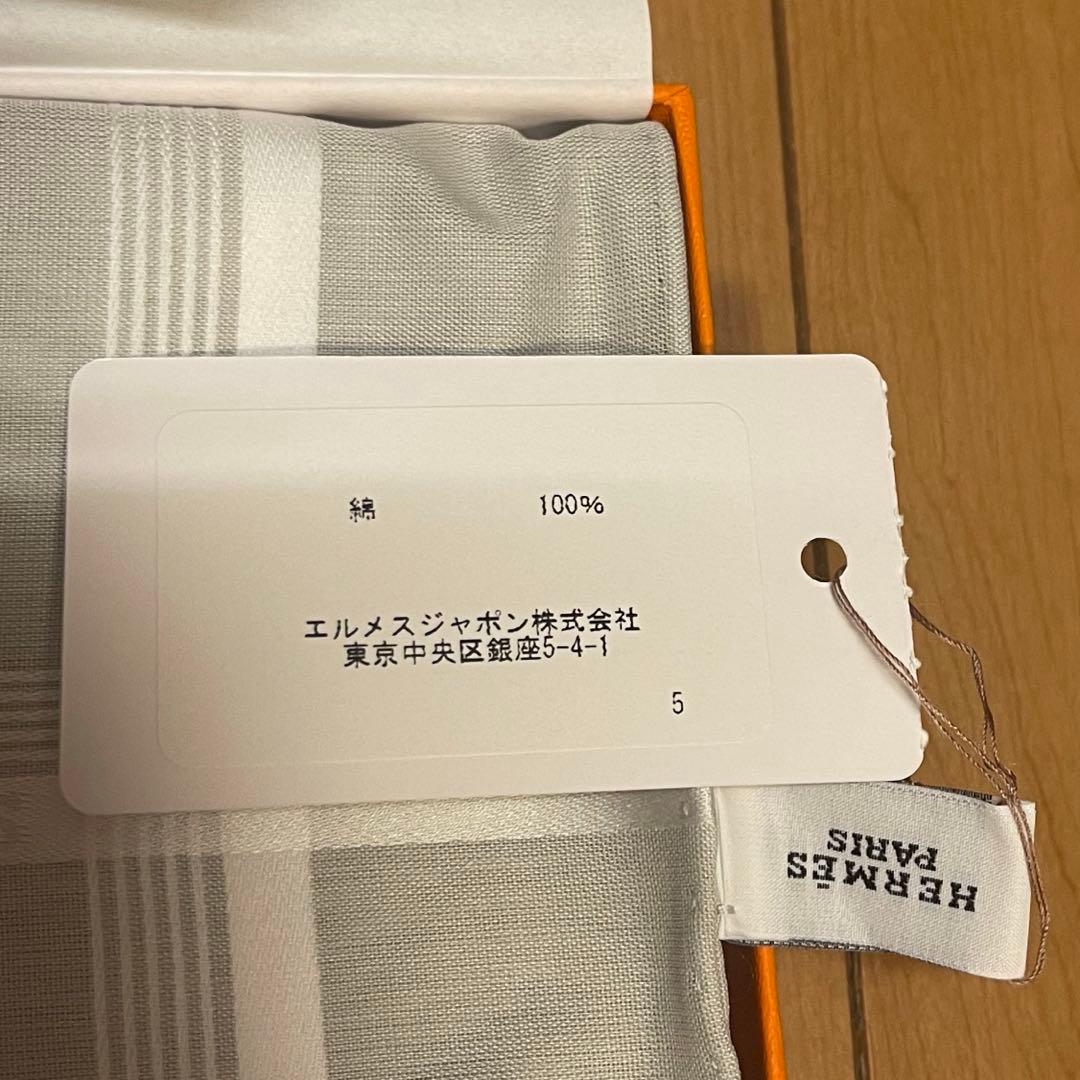 綿 100%
エルメスジャポン株式会社
東京中央区銀座5-4-1
5
HERMÈS
PARIS